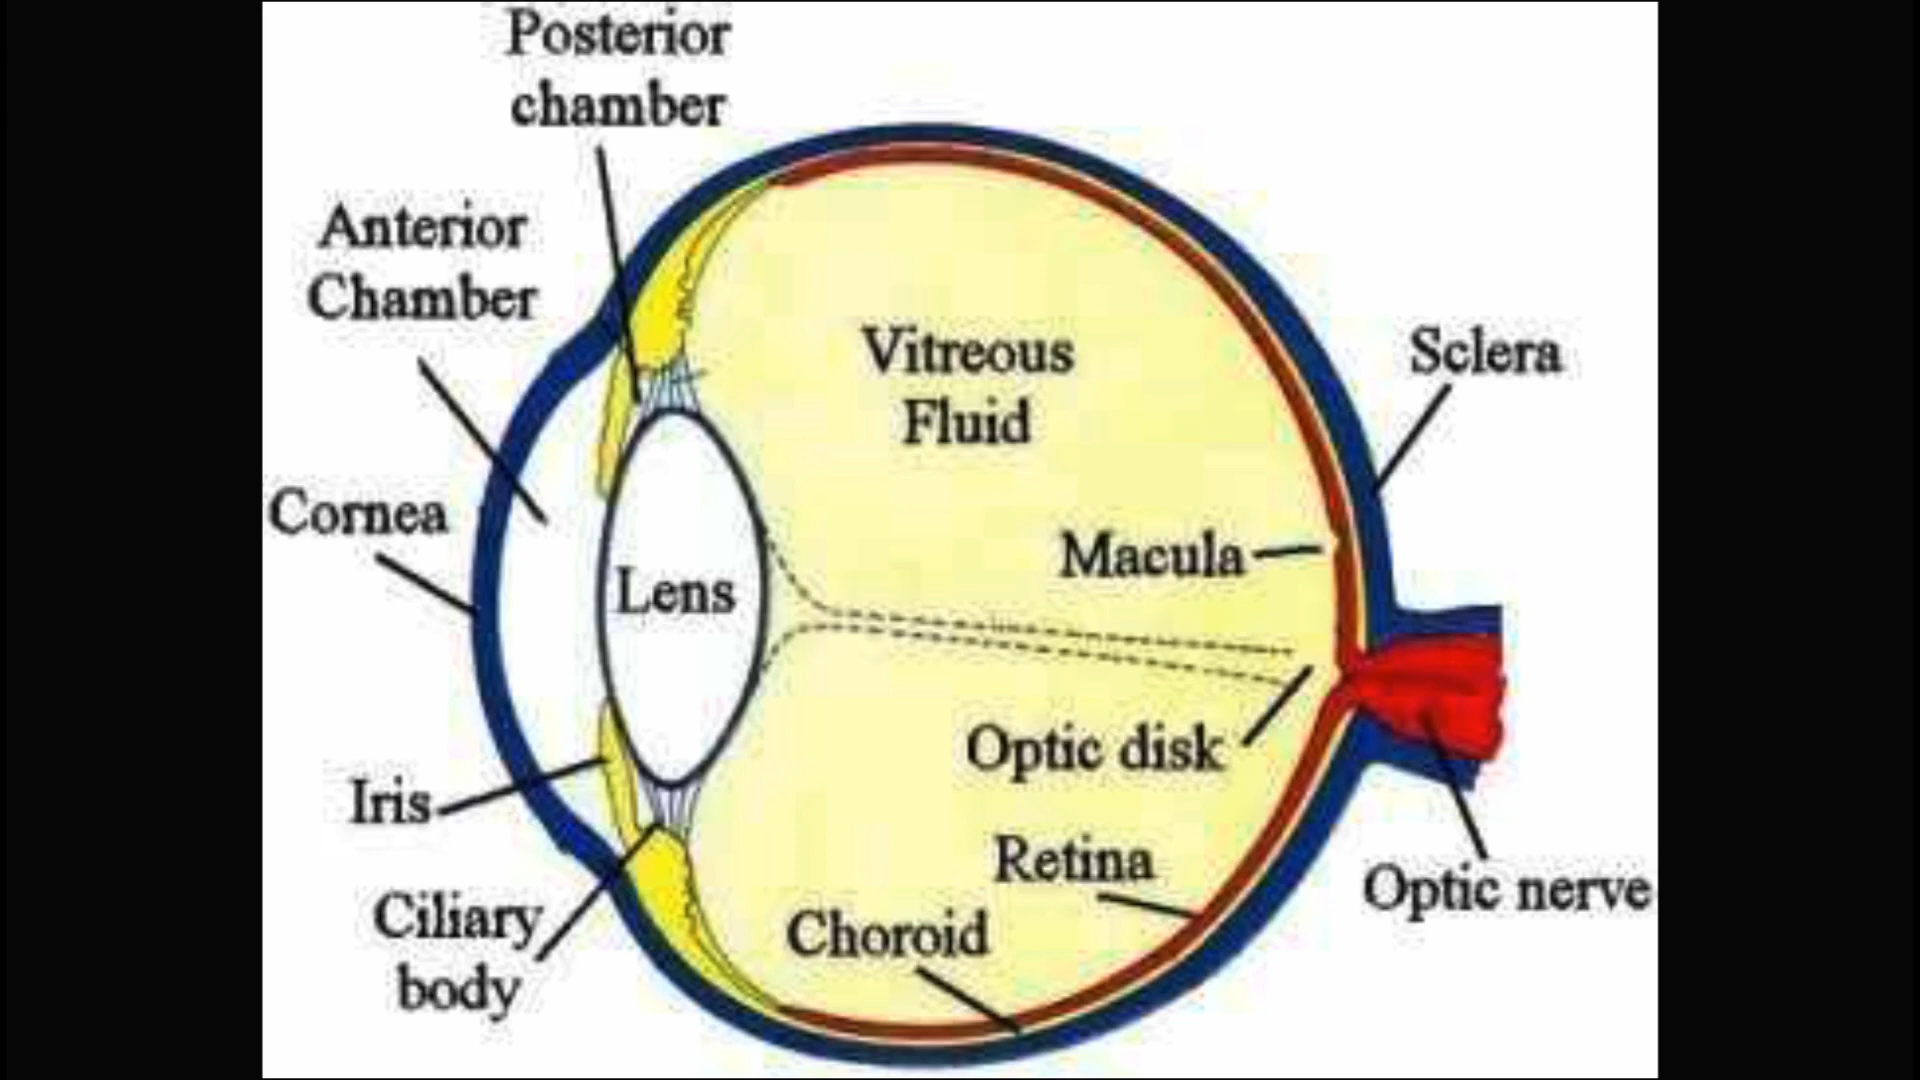 Posterior
chamber
Anterior
Chamber
Vitreous
Fluid
Sclera
Cornea
Macula
Lens
Optic disk
Iris
Retina
Optic nerve
Ciliary
body
Choroid